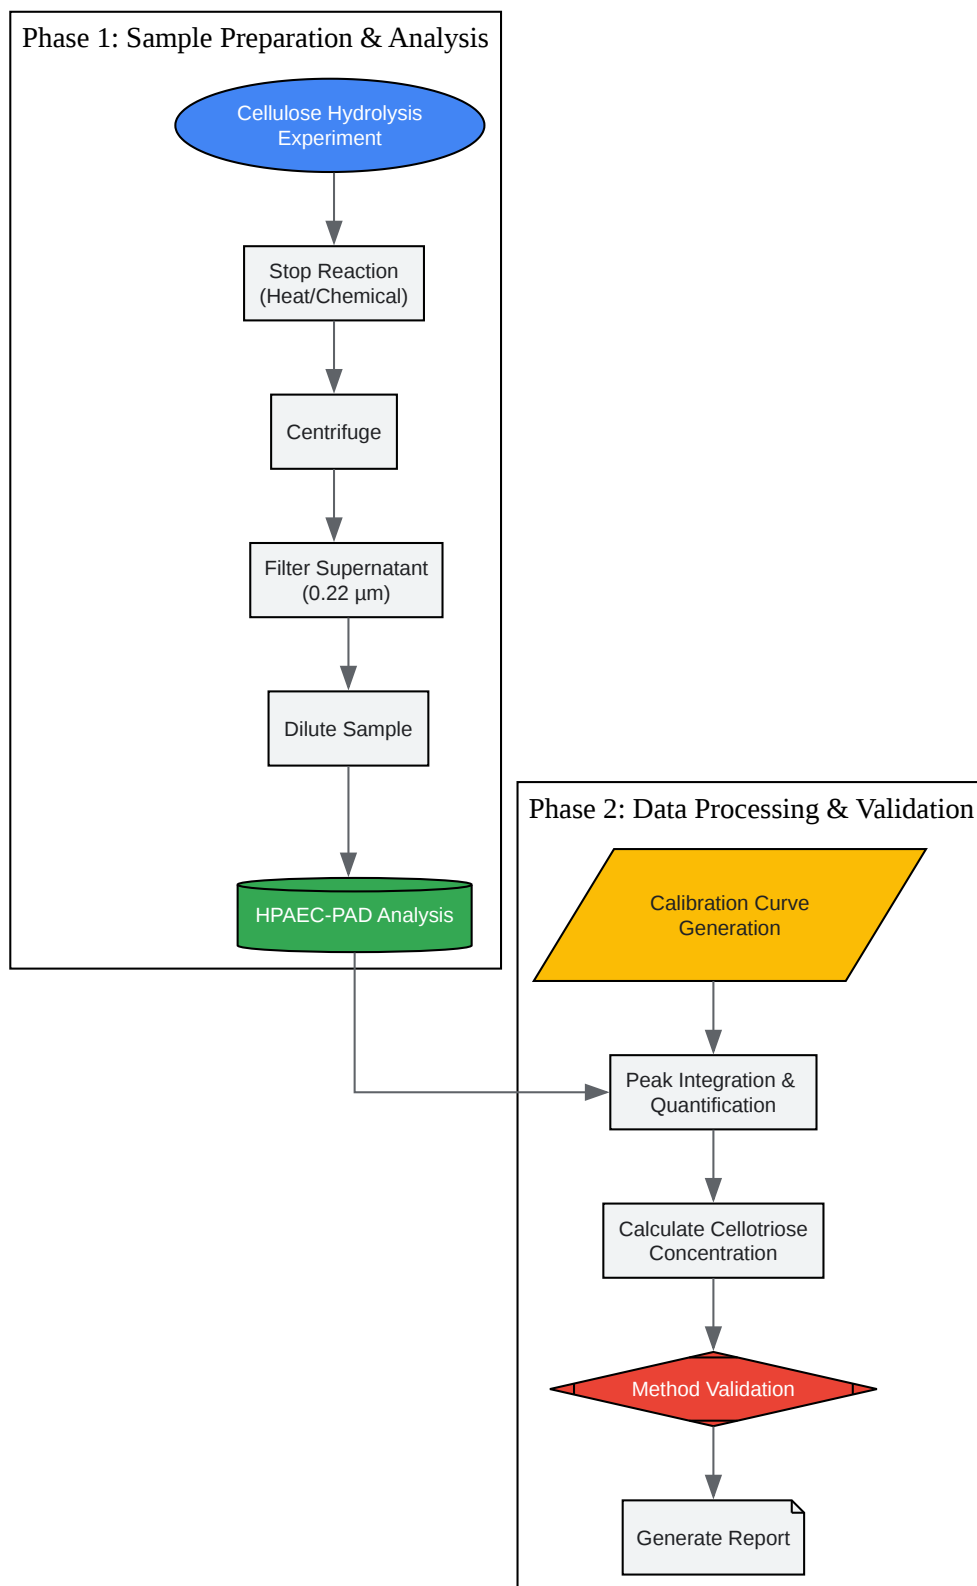 Phase 1: Sample Preparation & Analysis
Cellulose Hydrolysis
Experiment
Stop Reaction
(Heat/Chemical)
Centrifuge
Filter Supernatant
(0.22 µm)
Dilute Sample
HPAEC-PAD Analysis
Phase 2: Data Processing & Validation
Calibration Curve
Generation
Peak Integration &
Quantification
Calculate Cellotriose
Concentration
Method Validation
Generate Report